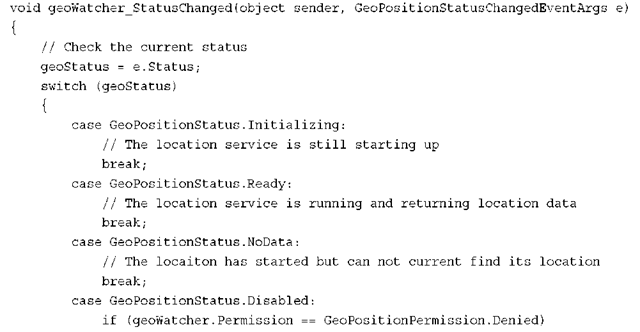 void geoWatcher_StatusChanged(object sender, GeoPositionStatusChangedEventArgs e)
{
// Check the current status
geoStatus = e.Status;
switch (geoStatus)
{
case GeoPositionStatus.Initializing:
// The location service is still starting up
break;
case GeoPositionStatus.Ready:
// The location service is running and returning location data
break;
case GeoPositionStatus.NoData:
// The locaiton has started but can not current find its location
break;
case GeoPositionStatus.Disabled:
if (geoWatcher.Permission == GeoPositionPermission.Denied)